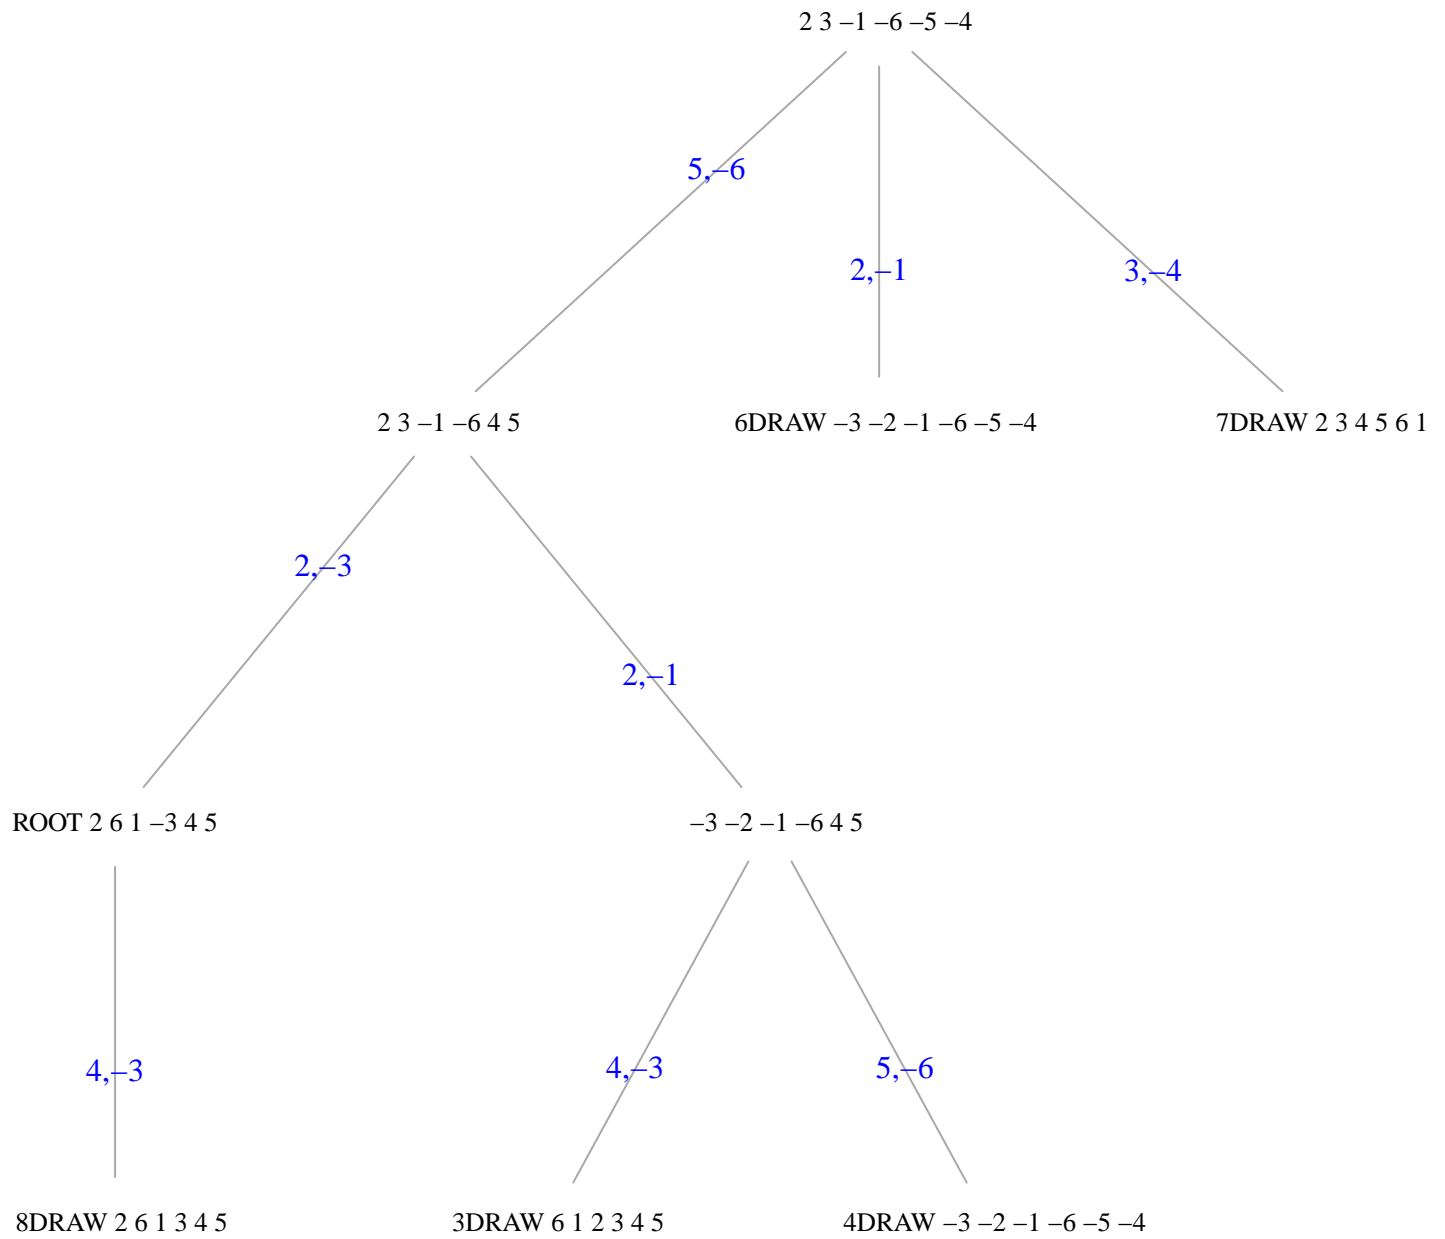 2 3 –1 –6 –5 –4
5,–6
2,–1
3,–4
2 3 –1 –6 4 5
6DRAW –3 –2 –1 –6 –5 –4
7DRAW 2 3 4 5 6 1
2,–3
2,–1
ROOT 2 6 1 –3 4 5
–3 –2 –1 –6 4 5
4,–3
4,–3
5,–6
8DRAW 2 6 1 3 4 5
3DRAW 6 1 2 3 4 5
4DRAW –3 –2 –1 –6 –5 –4